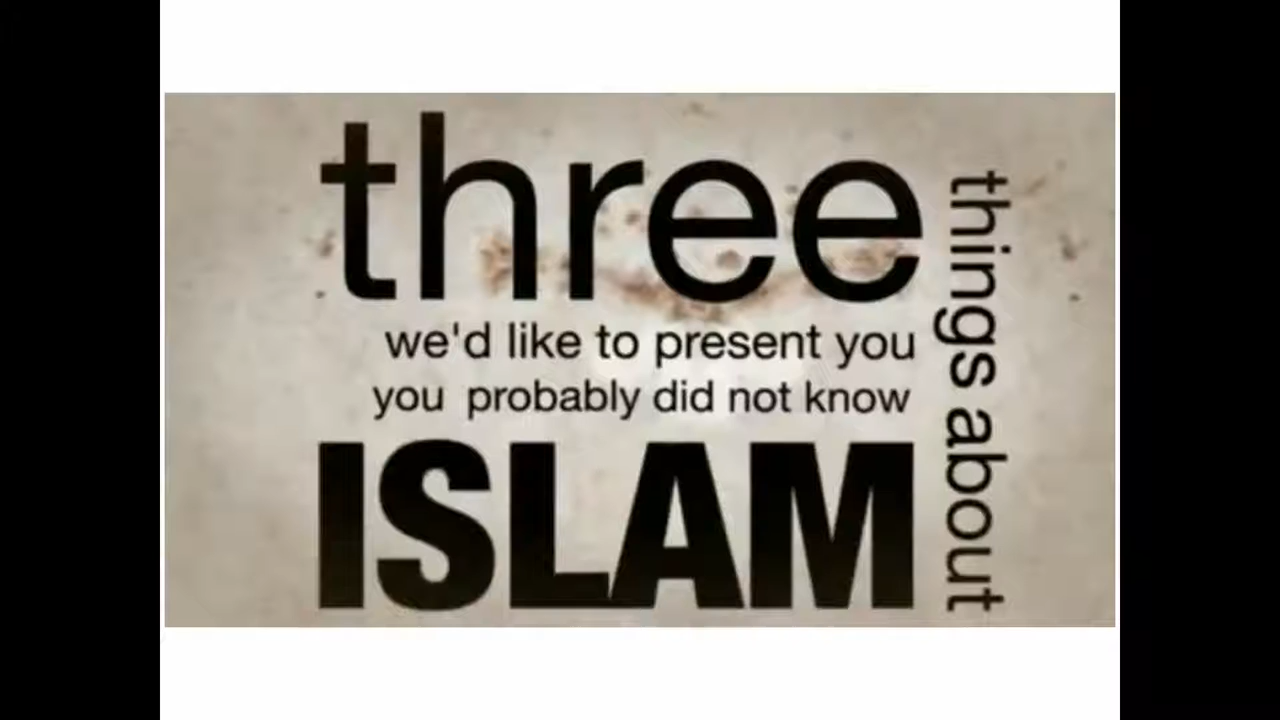 three
we'd like to present you
you probably did not know
ISLAM
things about